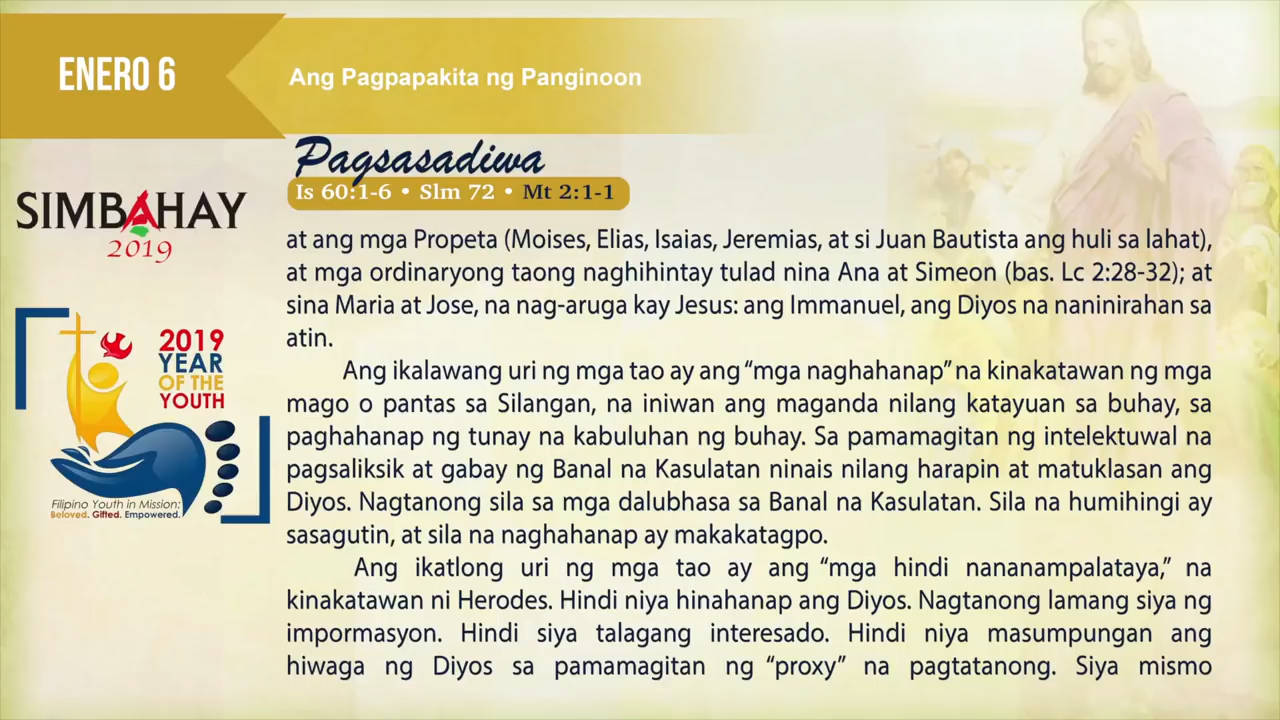 ENERO 6
Ang Pagpapakita ng Panginoon
Pagsasadiwa
Is 60:1-6 • Slm 72 • Mt 2:1-1
SIMBAHAY
2019
2019
YEAR
OF THE
YOUTH
Filipino Youth in Mission:
Beloved. Gifted. Empowered.
at ang mga Propeta (Moises, Elias, Isaias, Jeremias, at si Juan Bautista ang huli sa lahat),
at mga ordinaryong taong naghihintay tulad nina Ana at Simeon (bas. Lc 2:28-32); at
sina Maria at Jose, na nag-aruga kay Jesus: ang Immanuel, ang Diyos na naninirahan sa
atin.
Ang ikalawang uri ng mga tao ay ang “mga naghahanap” na kinakatawan ng mga
mago o pantas sa Silangan, na iniwan ang maganda nilang katayuan sa buhay, sa
paghahanap ng tunay na kabuluhan ng buhay. Sa pamamagitan ng intelektuwal na
pagsaliksik at gabay ng Banal na Kasulatan ninais nilang harapin at matuklasan ang
Diyos. Nagtanong sila sa mga dalubhasa sa Banal na Kasulatan. Sila na humihingi ay
sasagutin, at sila na naghahanap ay makakatagpo.
Ang ikatlong uri ng mga tao ay ang “mga hindi nananampalataya,” na
kinakatawan ni Herodes. Hindi niya hinahanap ang Diyos. Nagtanong lamang siya ng
impormasyon. Hindi siya talagang interesado. Hindi niya masumpungan ang
hiwaga ng Diyos sa pamamagitan ng “proxy” na pagtatanong. Siya mismo